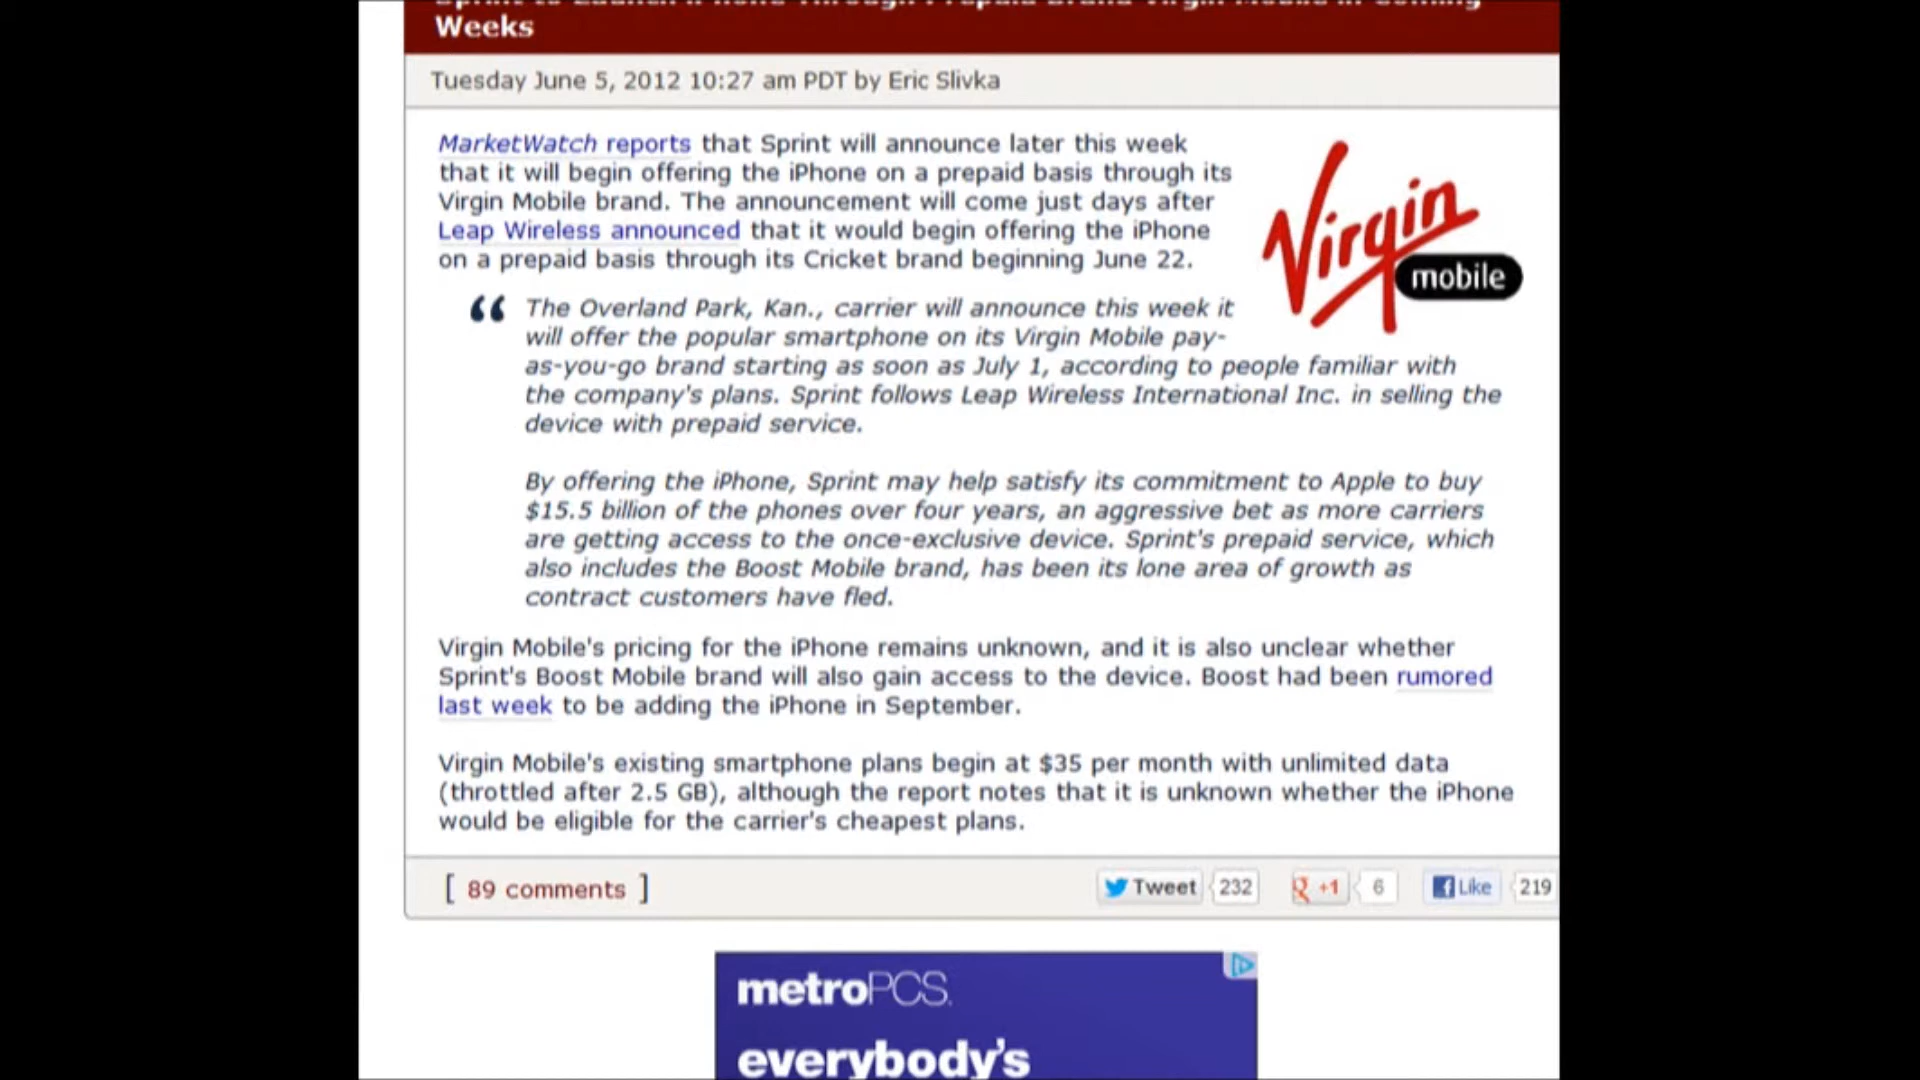 Sprint to Launch iPhone Through Prepaid Brand Virgin Mobile in Coming
Weeks
Tuesday June 5, 2012 10:27 am PDT by Eric Slivka
MarketWatch reports that Sprint will announce later this week
that it will begin offering the iPhone on a prepaid basis through its
Virgin Mobile brand. The announcement will come just days after
Leap Wireless announced that it would begin offering the iPhone
on a prepaid basis through its Cricket brand beginning June 22.
Virgin
mobile
“ The Overland Park, Kan., carrier will announce this week it
will offer the popular smartphone on its Virgin Mobile pay-
as-you-go brand starting as soon as July 1, according to people familiar with
the company's plans. Sprint follows Leap Wireless International Inc. in selling the
device with prepaid service.
By offering the iPhone, Sprint may help satisfy its commitment to Apple to buy
$15.5 billion of the phones over four years, an aggressive bet as more carriers
are getting access to the once-exclusive device. Sprint's prepaid service, which
also includes the Boost Mobile brand, has been its lone area of growth as
contract customers have fled.
Virgin Mobile's pricing for the iPhone remains unknown, and it is also unclear whether
Sprint's Boost Mobile brand will also gain access to the device. Boost had been rumored
last week to be adding the iPhone in September.
Virgin Mobile's existing smartphone plans begin at $35 per month with unlimited data
(throttled after 2.5 GB), although the report notes that it is unknown whether the iPhone
would be eligible for the carrier's cheapest plans.
[ 89 comments ] Tweet 232 +1 6 Like 219
metroPCS.
everybody's